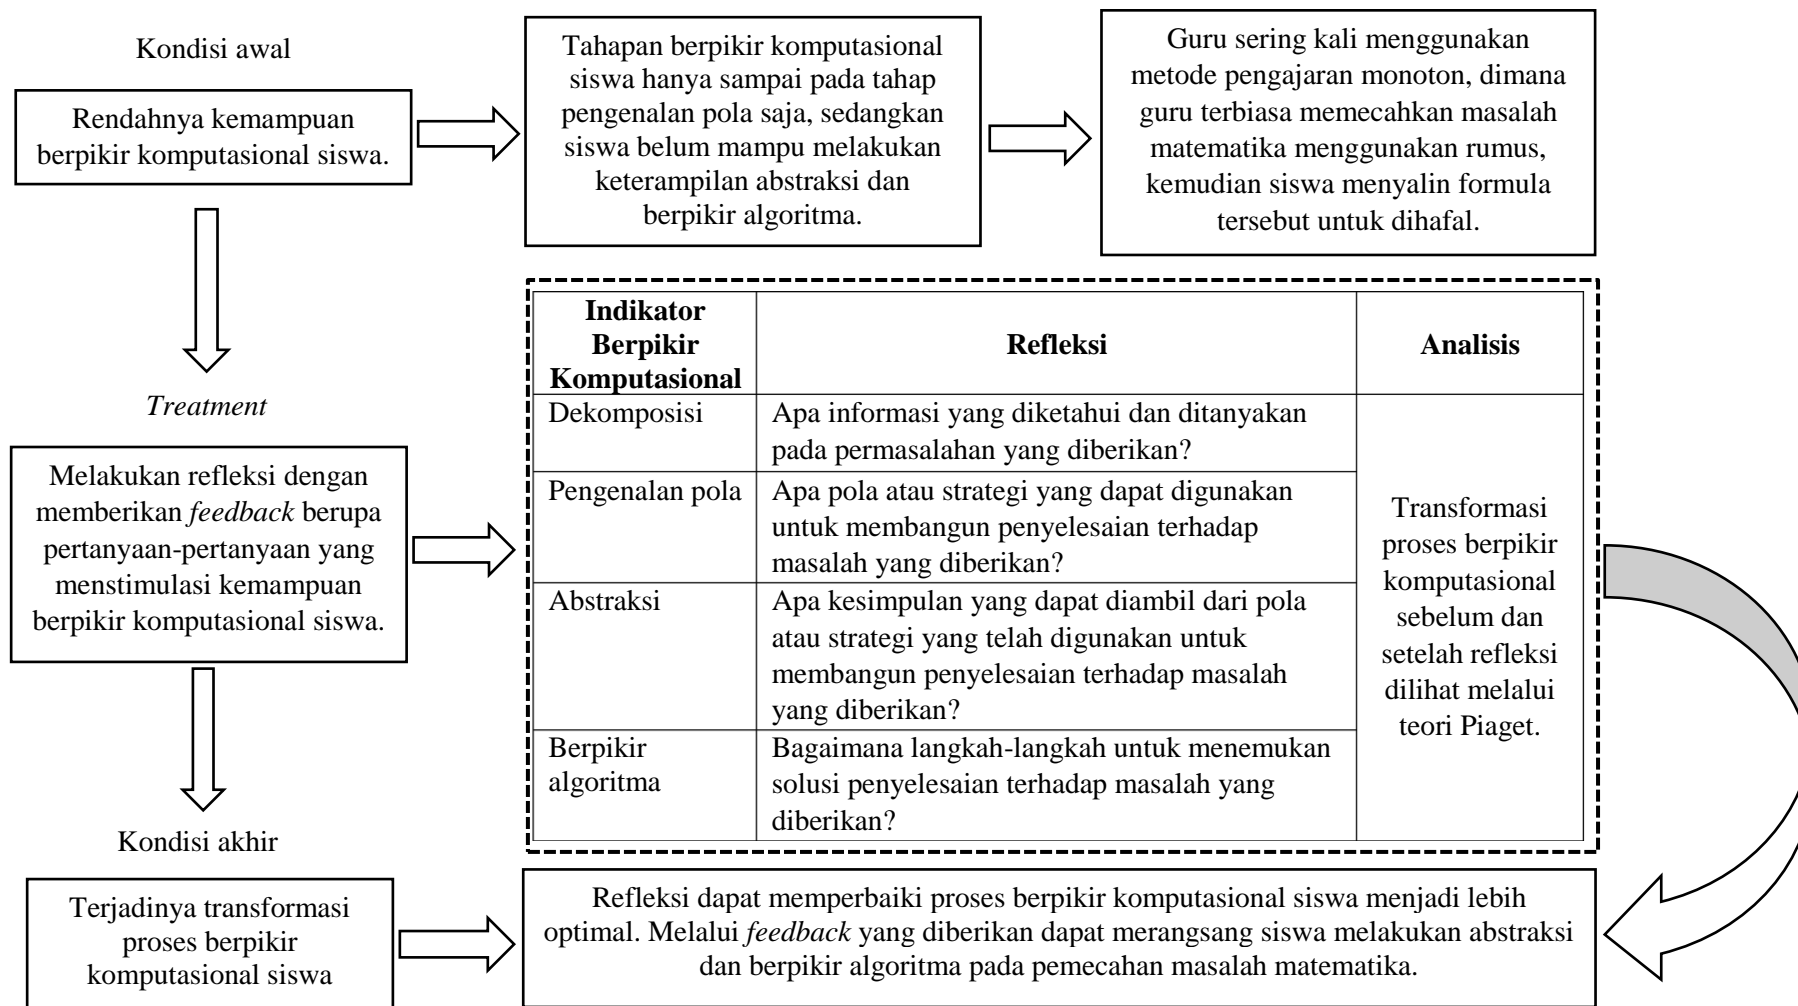 Kondisi awal
Rendahnya kemampuan
berpikir komputasional siswa.
Tahapan berpikir komputasional
siswa hanya sampai pada tahap
pengenalan pola saja, sedangkan
siswa belum mampu melakukan
keterampilan abstraksi dan
berpikir algoritma.
Guru sering kali menggunakan
metode pengajaran monoton, dimana
guru terbiasa memecahkan masalah
matematika menggunakan rumus,
kemudian siswa menyalin formula
tersebut untuk dihafal.
Treatment
Melakukan refleksi dengan
memberikan feedback berupa
pertanyaan-pertanyaan yang
menstimulasi kemampuan
berpikir komputasional siswa.
Indikator
Berpikir
Komputasional
Refleksi
Analisis
Dekomposisi
Apa informasi yang diketahui dan ditanyakan
pada permasalahan yang diberikan?
Pengenalan pola
Apa pola atau strategi yang dapat digunakan
untuk membangun penyelesaian terhadap
masalah yang diberikan?
Abstraksi
Apa kesimpulan yang dapat diambil dari pola
atau strategi yang telah digunakan untuk
membangun penyelesaian terhadap masalah
yang diberikan?
Berpikir
algoritma
Bagaimana langkah-langkah untuk menemukan
solusi penyelesaian terhadap masalah yang
diberikan?
Transformasi
proses berpikir
komputasional
sebelum dan
setelah refleksi
dilihat melalui
teori Piaget.
Kondisi akhir
Terjadinya transformasi
proses berpikir
komputasional siswa
Refleksi dapat memperbaiki proses berpikir komputasional siswa menjadi lebih
optimal. Melalui feedback yang diberikan dapat merangsang siswa melakukan abstraksi
dan berpikir algoritma pada pemecahan masalah matematika.